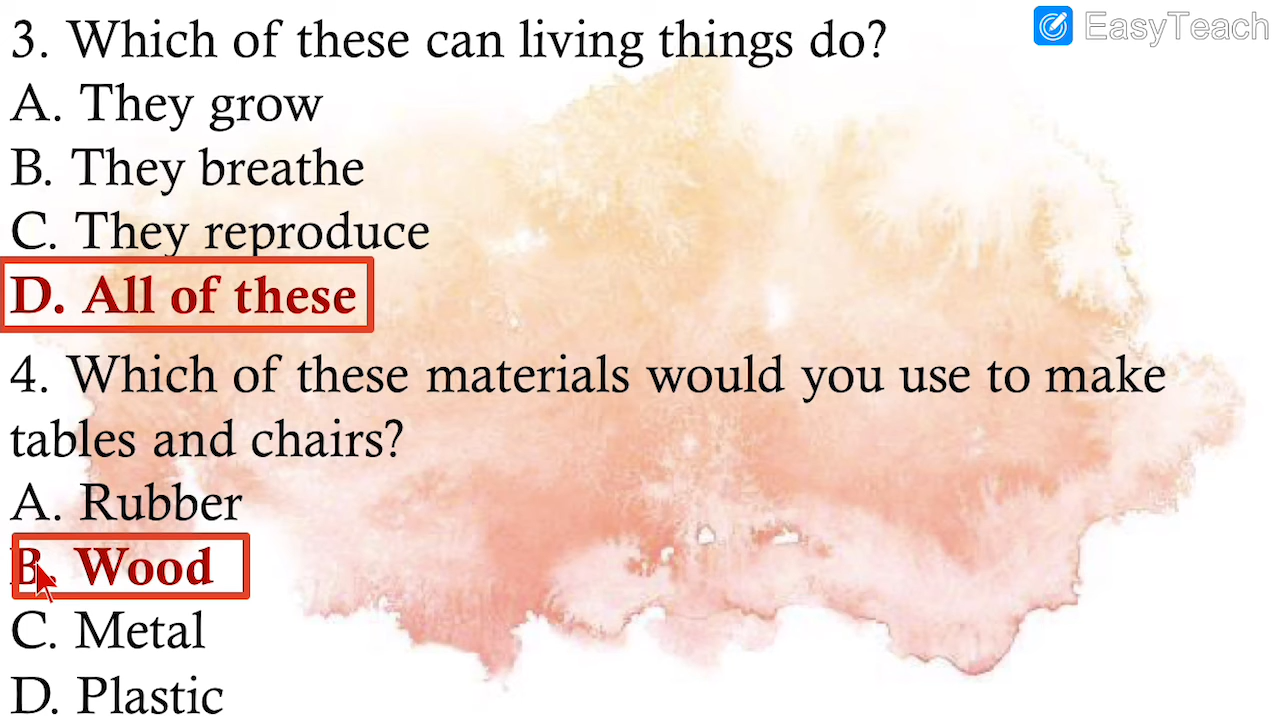 3. Which of these can living things do?
EasyTeach
A. They grow
B. They breathe
C. They reproduce
D. All of these
4. Which of these materials would you use to make
tables and chairs?
A. Rubber
B. Wood
C. Metal
D. Plastic